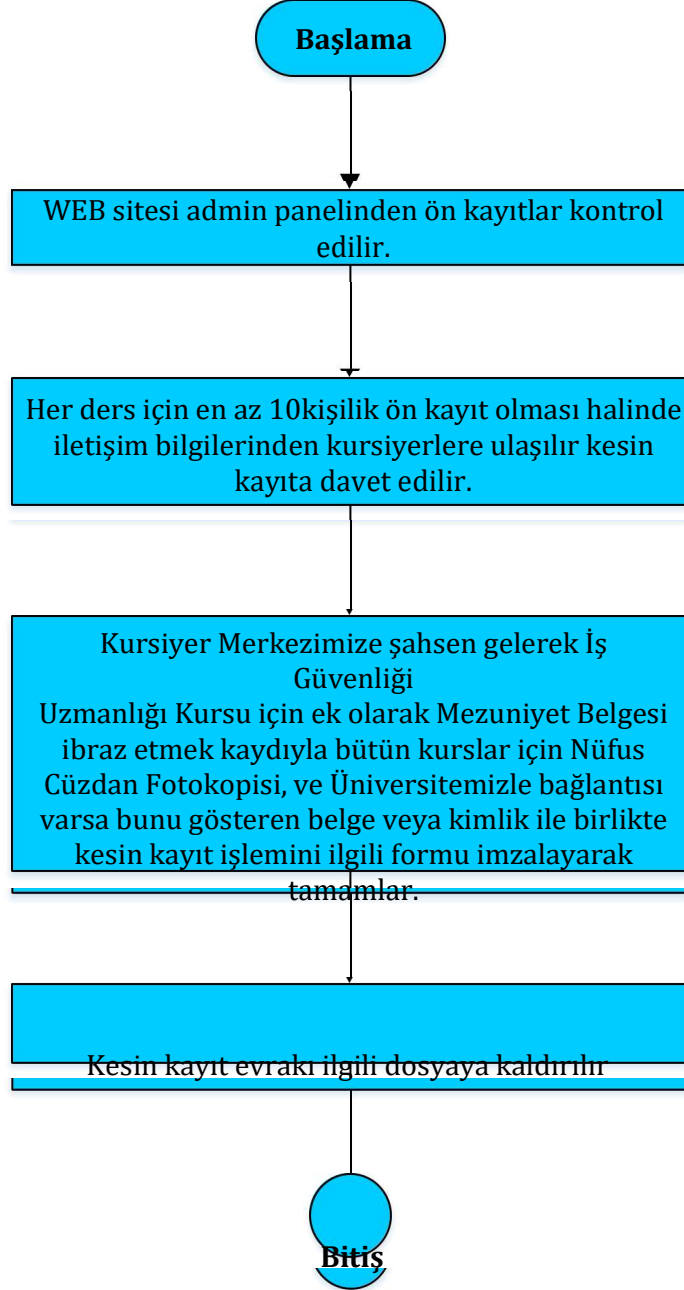 Başlama
WEB sitesi admin panelinden ön kayıtlar kontrol
edilir.
Her ders için en az 10kişilik ön kayıt olması halinde
iletişim bilgilerinden kursiyerlere ulaşılır kesin
kayıta davet edilir.
Kursiyer Merkezimize şahsen gelerek İş
Güvenliği
Uzmanlığı Kursu için ek olarak Mezuniyet Belgesi
ibraz etmek kaydıyla bütün kurslar için Nüfus
Cüzdan Fotokopisi, ve Üniversitemizle bağlantısı
varsa bunu gösteren belge veya kimlik ile birlikte
kesin kayıt işlemini ilgili formu imzalayarak
tamamlar.
Kesin kayıt evrakı ilgili dosyaya kaldırılır
Bitiş